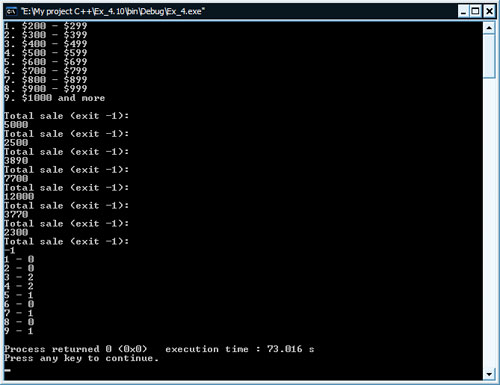 "E:\My project C++\Ex_4.10\bin\Debug\Ex_4.exe"
1. $200 - $299
2. $300 - $399
3. $400 - $499
4. $500 - $599
5. $600 - $699
6. $700 - $799
7. $800 - $899
8. $900 - $999
9. $1000 and more
Total sale (exit -1):
5000
Total sale (exit -1):
2500
Total sale (exit -1):
3890
Total sale (exit -1):
7700
Total sale (exit -1):
12000
Total sale (exit -1):
3770
Total sale (exit -1):
2300
Total sale (exit -1):
-1
1 - 0
2 - 0
3 - 2
4 - 2
5 - 1
6 - 0
7 - 1
8 - 0
9 - 1
Process returned 0 (0x0)   execution time : 73.016 s
Press any key to continue.